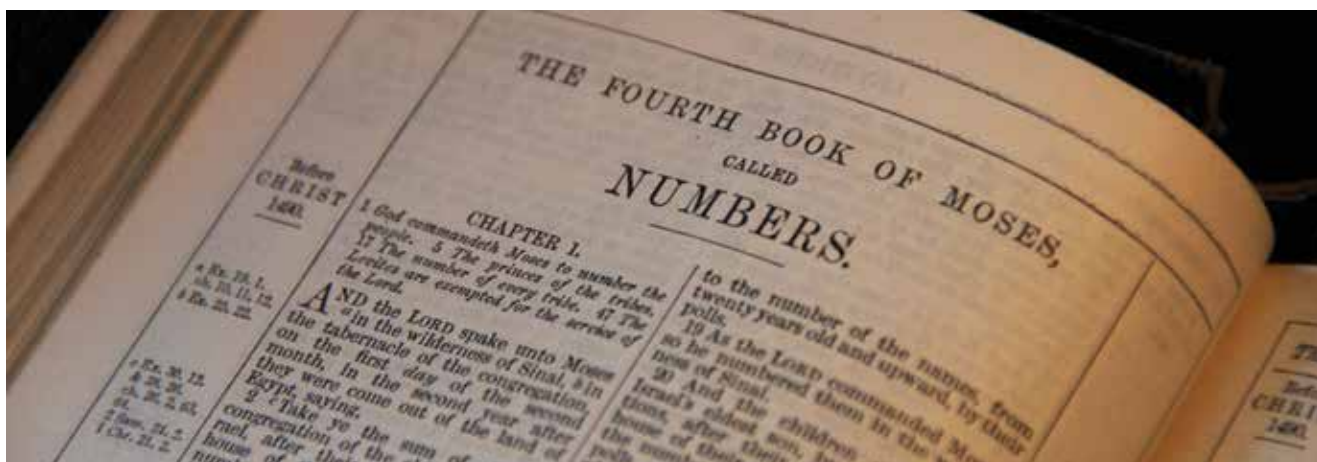 THE FOURTH BOOK OF MOSES,
CALLED
NUMBERS.
Before
CHRIST
1490.
CHAPTER 1.
1 God commandeth Moses to number the
people. 5 The princes of the tribes.
17 The number of every tribe. 47 The
Levites are exempted for the service of
the Lord.
AND the LORD spake unto Moses
a in the wilderness of Sinai, b in
the tabernacle of the congregation,
on the first day of the second
month, in the second year after
they were come out of the land of
Egypt, saying,
2 c Take ye the sum of
congregation of the
rael, after their
house of
to the number of the names, from
twenty years old and upward, by their
polls.
19 As the LORD commanded
so he numbered them in the
ness of Sinai.
20 And the children
Israel's eldest son,
tions, after their
house of their
the
polls
1490.